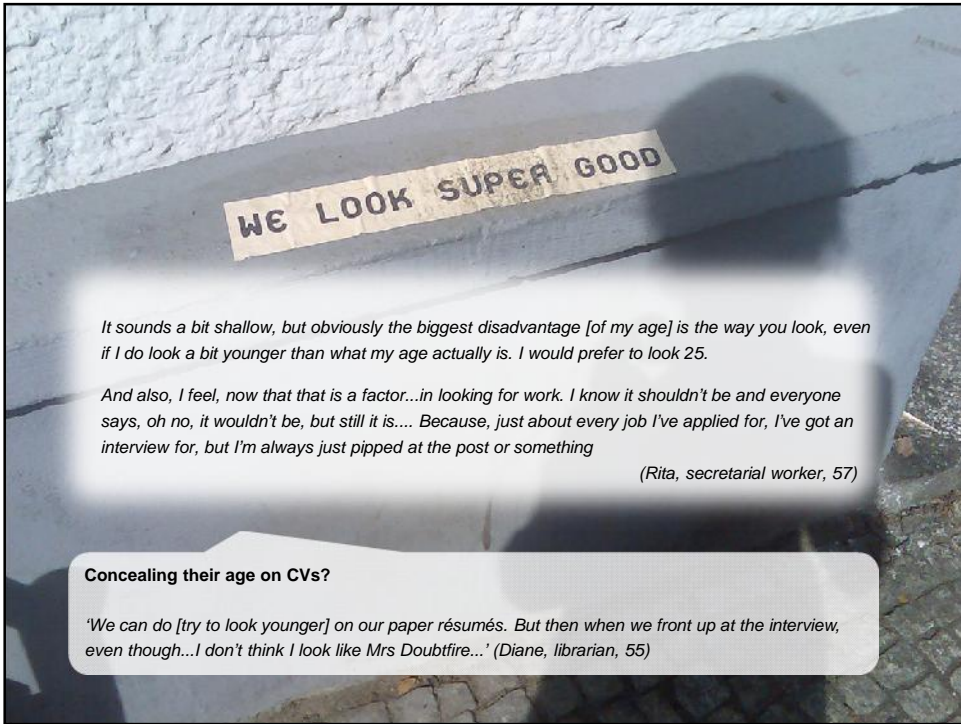 WE LOOK SUPER GOOD
It sounds a bit shallow, but obviously the biggest disadvantage [of my age] is the way you look, even
if I do look a bit younger than what my age actually is. I would prefer to look 25.
And also, I feel, now that that is a factor...in looking for work. I know it shouldn't be and everyone
says, oh no, it wouldn't be, but still it is.... Because, just about every job I've applied for, I've got an
interview for, but I'm always just pipped at the post or something
(Rita, secretarial worker, 57)
Concealing their age on CVs?
‘We can do [try to look younger] on our paper résumés. But then when we front up at the interview,
even though...I don't think I look like Mrs Doubtfire...’ (Diane, librarian, 55)